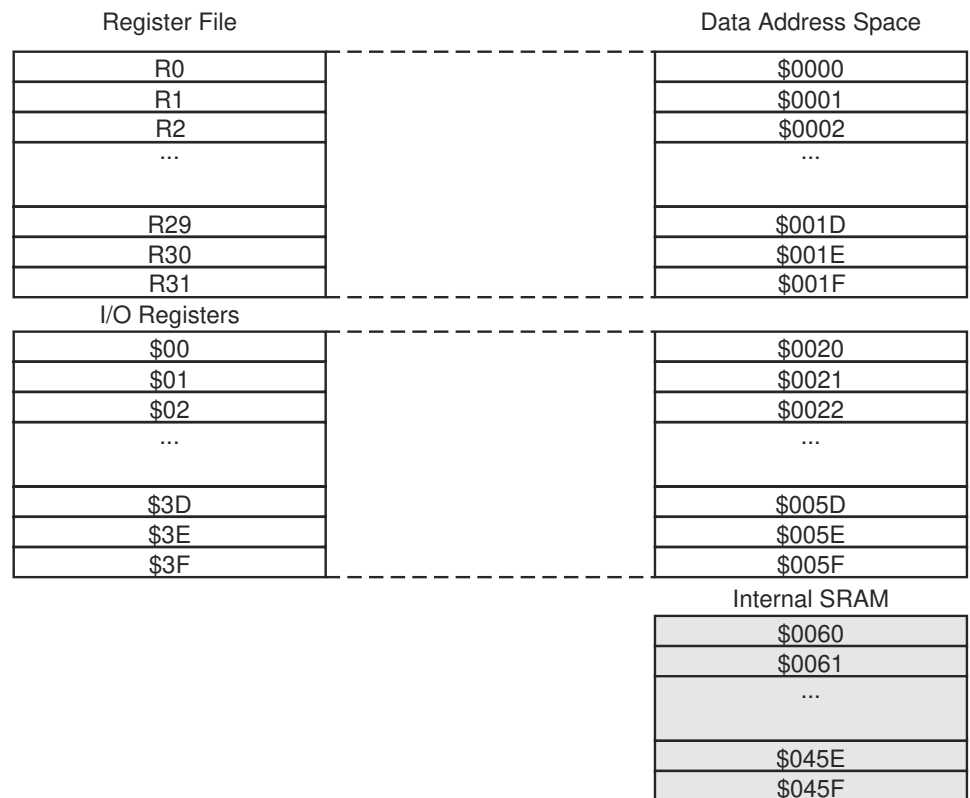 Register File Data Address Space
R0 $0000
R1 $0001
R2 $0002
... ...
R29 $001D
R30 $001E
R31 $001F
I/O Registers
$00 $0020
$01 $0021
$02 $0022
... ...
$3D $005D
$3E $005E
$3F $005F
Internal SRAM
$0060
$0061
...
$045E
$045F